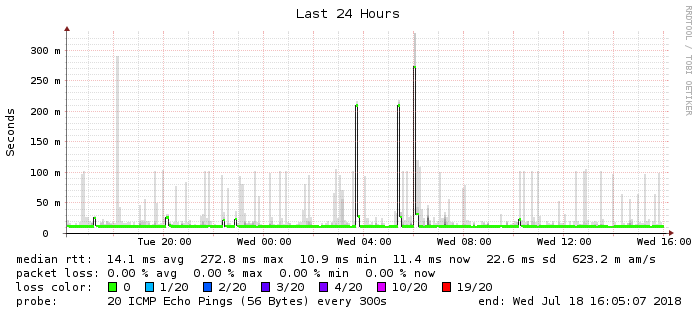 Last 24 Hours
RRDTOOL / TOBI OETIKER
Seconds
300 m
250 m
200 m
150 m
100 m
50 m
0
Tue 20:00 Wed 00:00 Wed 04:00 Wed 08:00 Wed 12:00 Wed 16:00
median rtt: 14.1 ms avg 272.8 ms max 10.9 ms min 11.4 ms now 22.6 ms sd 623.2 m am/s
packet loss: 0.00 % avg 0.00 % max 0.00 % min 0.00 % now
loss color: 0 1/20 2/20 3/20 4/20 10/20 19/20
probe: 20 ICMP Echo Pings (56 Bytes) every 300s end: Wed Jul 18 16:05:07 2018